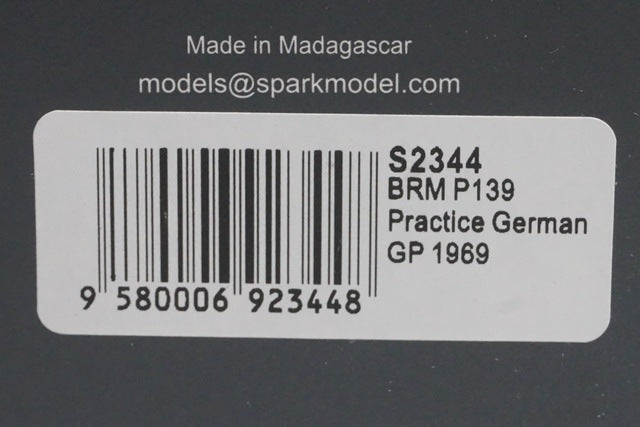 Made in Madagascar
models@sparkmodel.com
S2344
BRM P139
Practice German
GP 1969
9 580006 923448